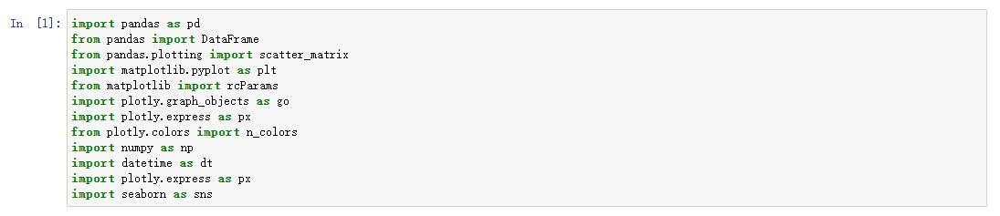 In [1]: import pandas as pd
from pandas import DataFrame
from pandas.plotting import scatter_matrix
import matplotlib.pyplot as plt
from matplotlib import rcParams
import plotly.graph_objects as go
import plotly.express as px
from plotly.colors import n_colors
import numpy as np
import datetime as dt
import plotly.express as px
import seaborn as sns